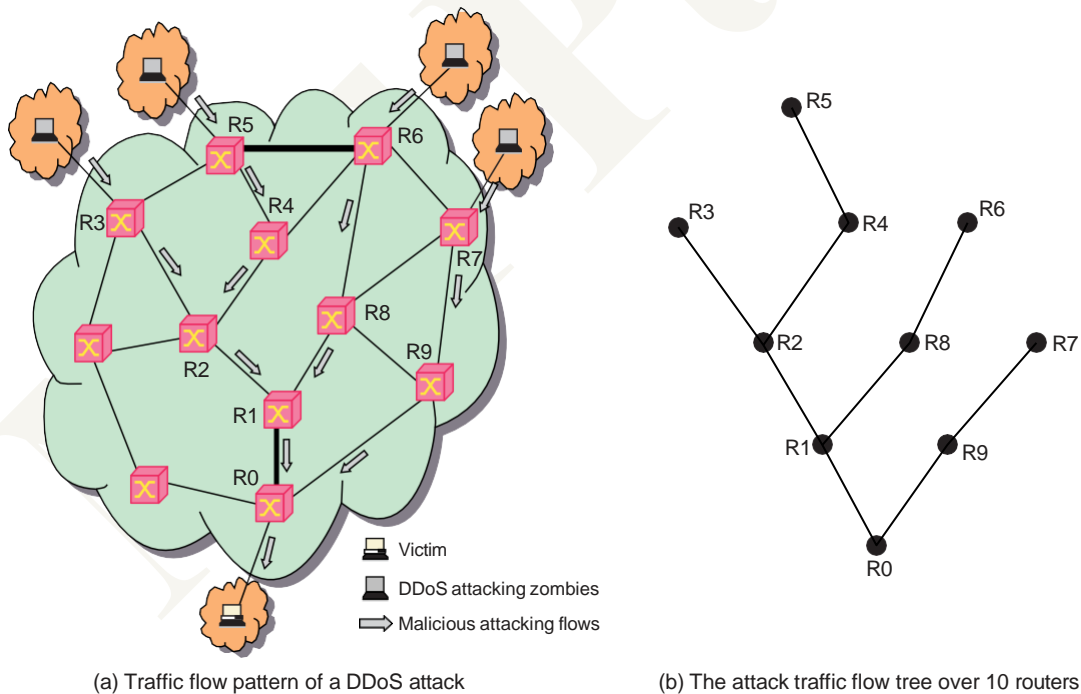 R5
R6
R3
R4
R7
R8
R2
R9
R1
R0
Victim
DDoS attacking zombies
Malicious attacking flows
(a) Traffic flow pattern of a DDoS attack
R5
R3
R4
R6
R2
R8
R7
R1
R9
R0
(b) The attack traffic flow tree over 10 routers